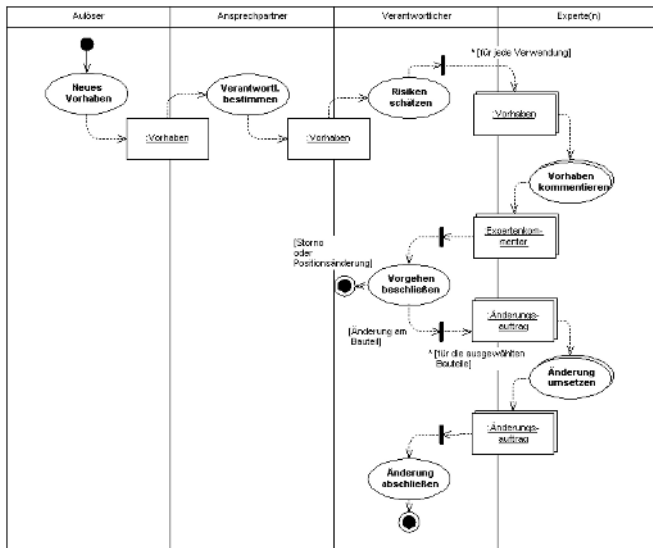 Aulöser
Ansprechpartner
Verantwortlicher
Experte(n)
Neues
Vorhaben
:Vorhaben
Verantwortl.
bestimmen
:Vorhaben
Risiken
schätzen
* [für jede Verwendung]
:Vorhaben
Vorhaben
kommentieren
:Expertenkom-
mentar
[Storno
oder
Positionsänderung]
Vorgehen
beschließen
[Änderung am
Bauteil]
* [für die ausgewählten
Bauteile]
:Änderungs-
auftrag
Änderung
umsetzen
:Änderungs-
auftrag
Änderung
abschließen